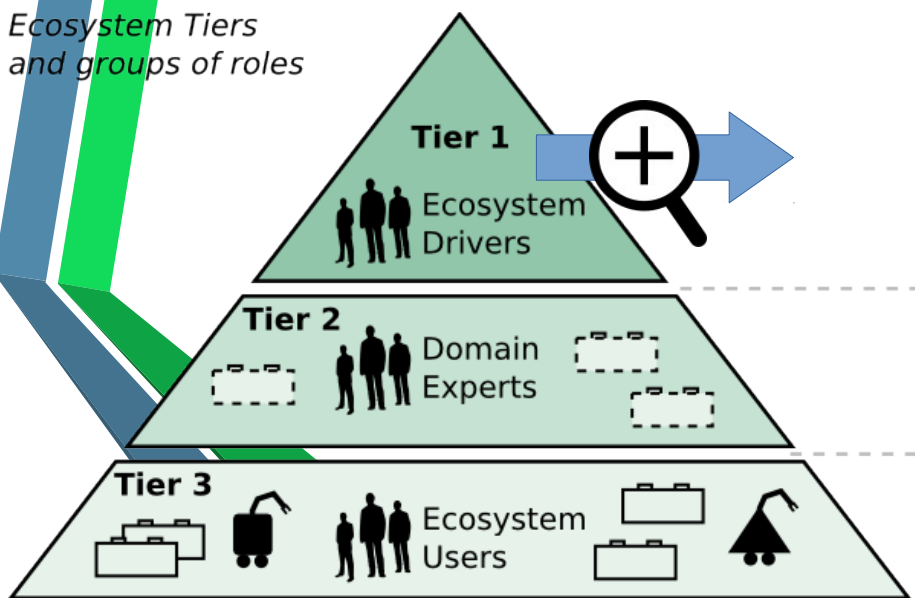 Ecosystem Tiers
and groups of roles
Tier 1
Ecosystem
Drivers
Tier 2
Domain
Experts
Tier 3
Ecosystem
Users